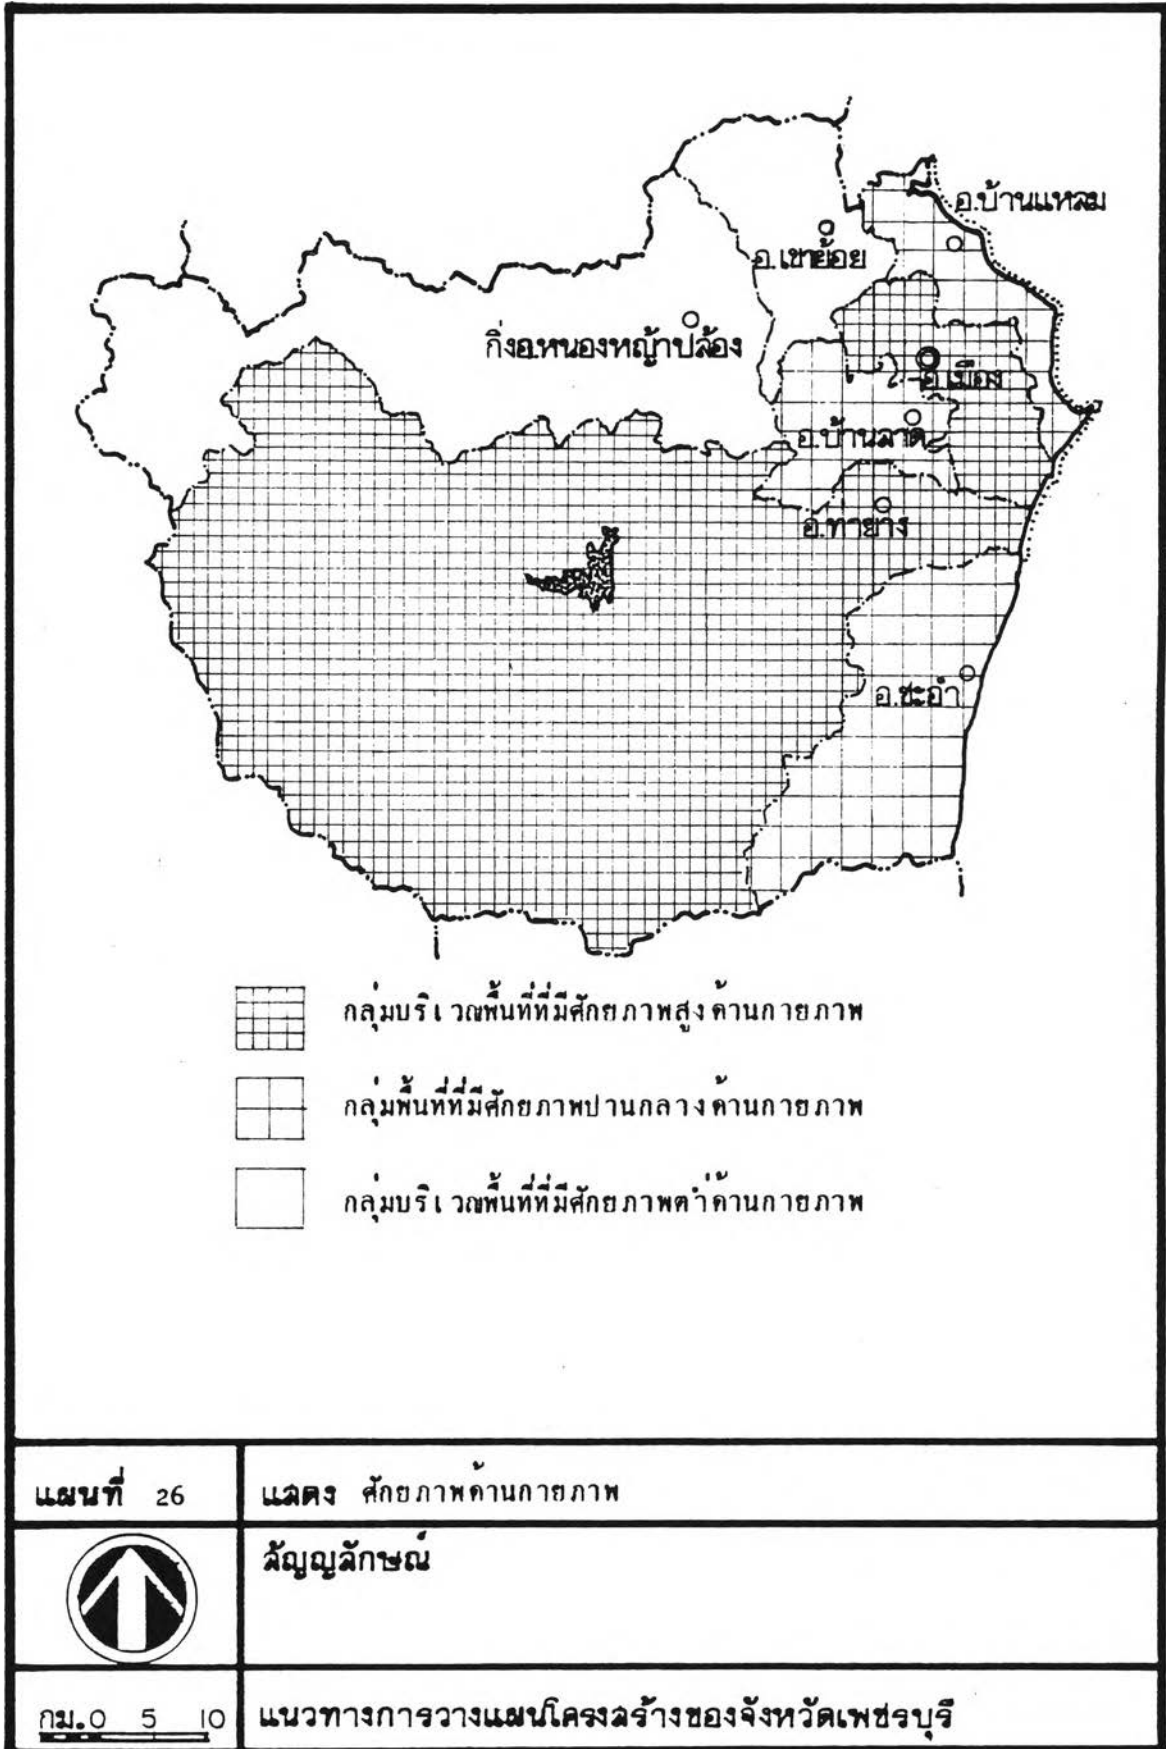 อ.บ้านแหลม
อ.เขาย้อย
กิ่งอ.หนองหญ้าปล้อง
อ.เมือง
อ.บ้านลาด
อ.ท่ายาง
อ.ชะอำ
กลุ่มบริเวณพื้นที่ที่มีศักยภาพสูงด้านกายภาพ
กลุ่มพื้นที่ที่มีศักยภาพปานกลางด้านกายภาพ
กลุ่มบริเวณพื้นที่ที่มีศักยภาพต่ำด้านกายภาพ
แผนที่ 26
แสดง ศักยภาพด้านกายภาพ
สัญญลักษณ์
กม. 0 5 10
แนวทางการวางแผนโครงสร้างของจังหวัดเพชรบุรี